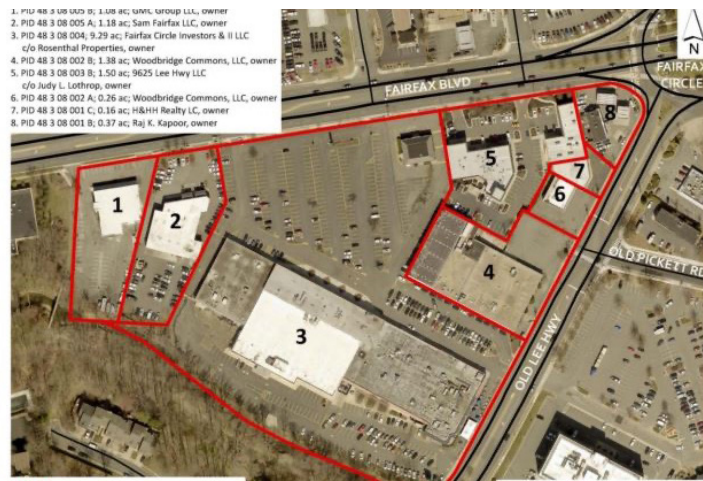 1. PID 48 3 08 005 B; 1.08 ac; GMC Group LLC, owner
2. PID 48 3 08 005 A; 1.18 ac; Sam Fairfax LLC, owner
3. PID 48 3 08 004; 9.29 ac; Fairfax Circle Investors & II LLC
c/o Rosenthal Properties, owner
4. PID 48 3 08 002 B; 1.38 ac; Woodbridge Commons, LLC, owner
5. PID 48 3 08 003 B; 1.50 ac; 9625 Lee Hwy LLC
c/o Judy L. Lothrop, owner
6. PID 48 3 08 002 A; 0.26 ac; Woodbridge Commons, LLC, owner
7. PID 48 3 08 001 C; 0.16 ac; H&HH Realty LC, owner
8. PID 48 3 08 001 B; 0.37 ac; Raj K. Kapoor, owner
N
FAIRFAX
CIRCLE
FAIRFAX BLVD
8
5
7
6
1
2
4
OLD PICKETT RD
3
OLD LEE HWY